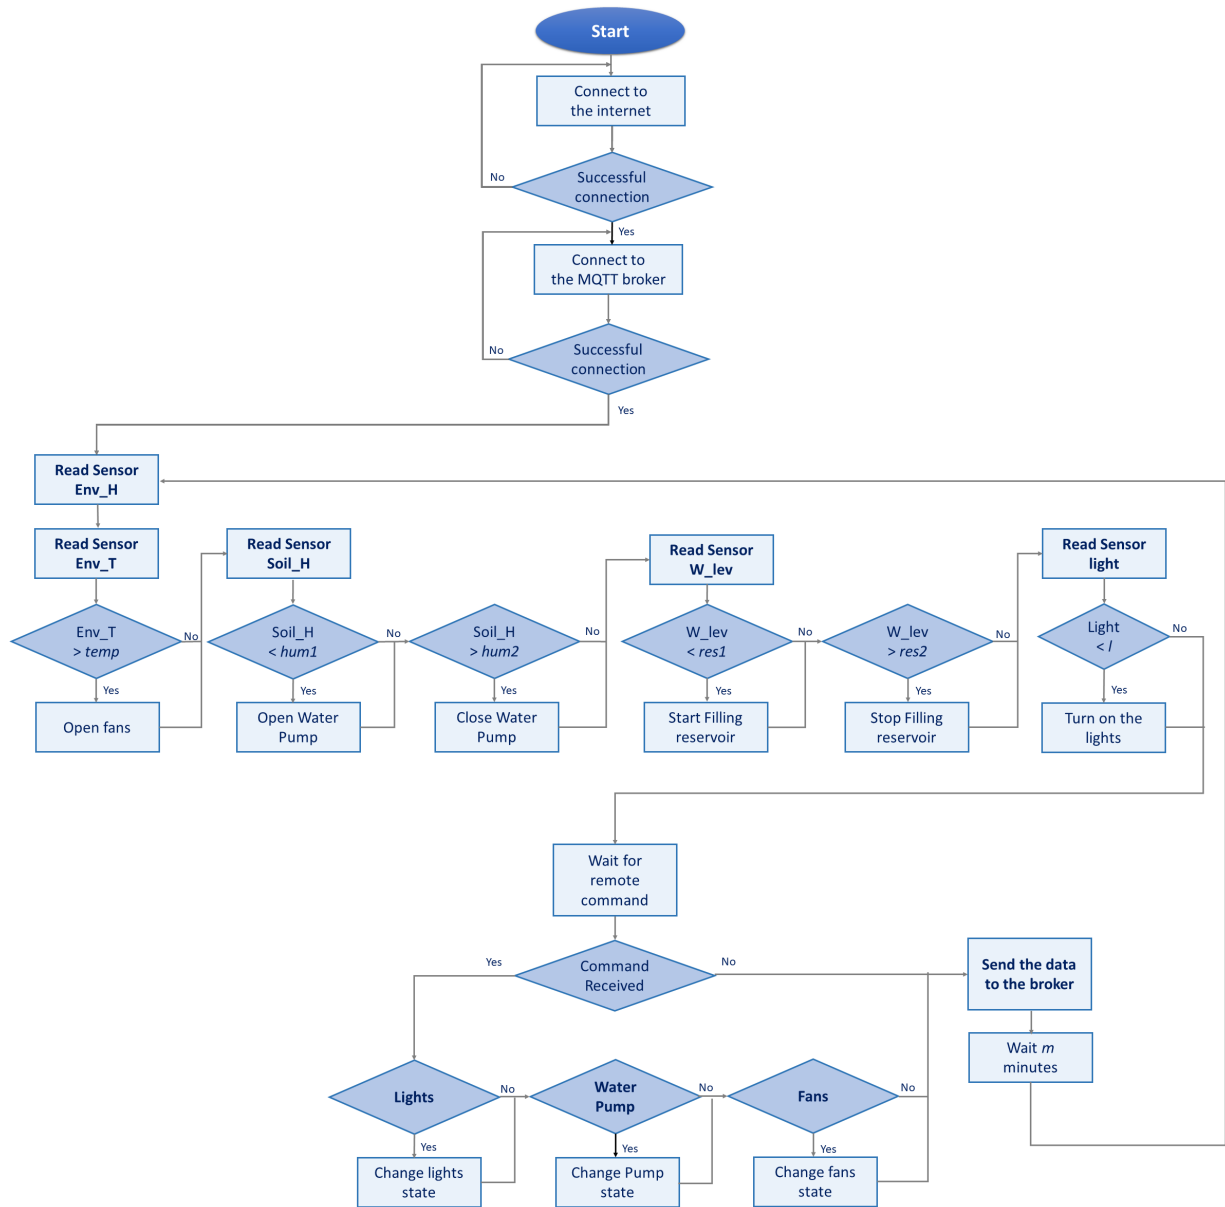 Start
Connect to
the internet
Successful
connection
No
Yes
Connect to
the MQTT broker
Successful
connection
No
Yes
Read Sensor
Env_H
Read Sensor
Env_T
Env_T
> temp
No
Yes
Open fans
Read Sensor
Soil_H
Soil_H
< hum1
No
Yes
Open Water
Pump
Soil_H
> hum2
No
Yes
Close Water
Pump
Read Sensor
W_lev
W_lev
< res1
No
Yes
Start Filling
reservoir
W_lev
> res2
No
Yes
Stop Filling
reservoir
Read Sensor
light
Light
< l
No
Yes
Turn on the
lights
Wait for
remote
command
Command
Received
Yes
No
Send the data
to the broker
Wait m
minutes
Lights
No
Yes
Change lights
state
Water
Pump
No
Yes
Change Pump
state
Fans
No
Yes
Change fans
state